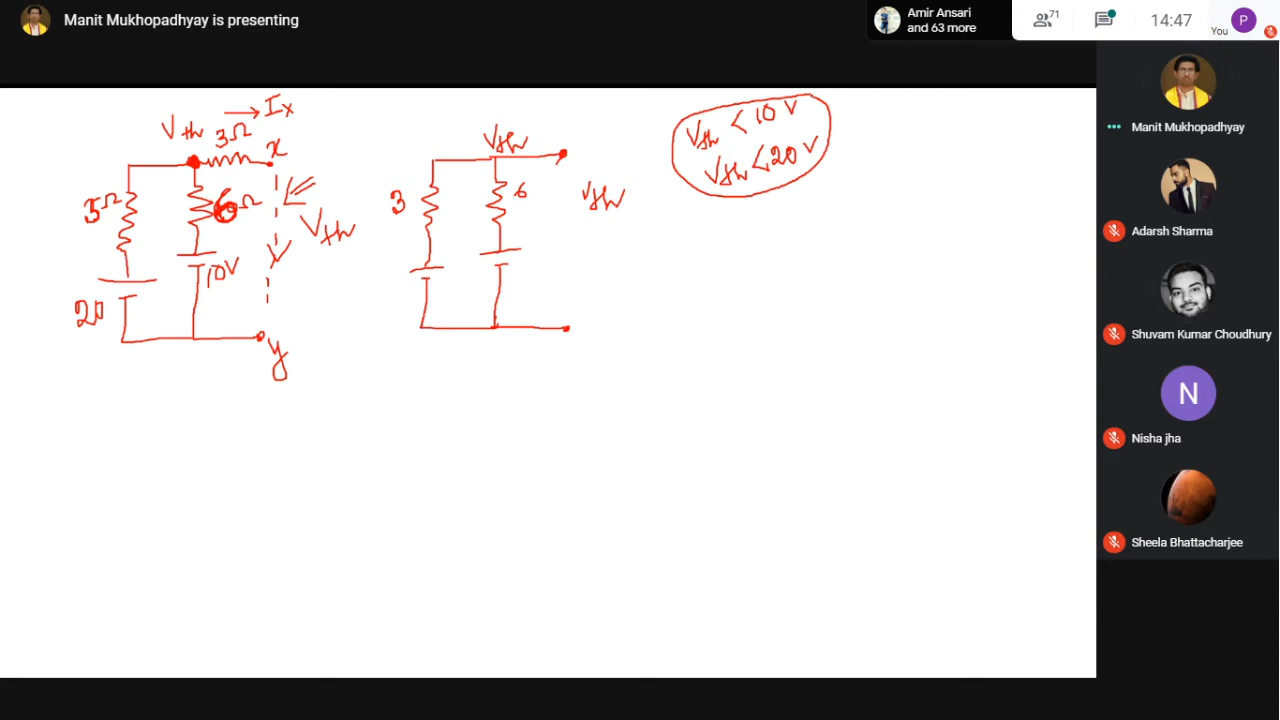 Manit Mukhopadhyay is presenting
Amir Ansari
and 63 more
71
14:47
You
P
Manit Mukhopadhyay
Adarsh Sharma
Shuvam Kumar Choudhury
N
Nisha jha
Sheela Bhattacharjee
→ Ix
Vth
3Ω
x
5Ω
6Ω
Vth
10V
20
y
Vth
3
6
Vth
Vth < 10 V
Vth < 20 V